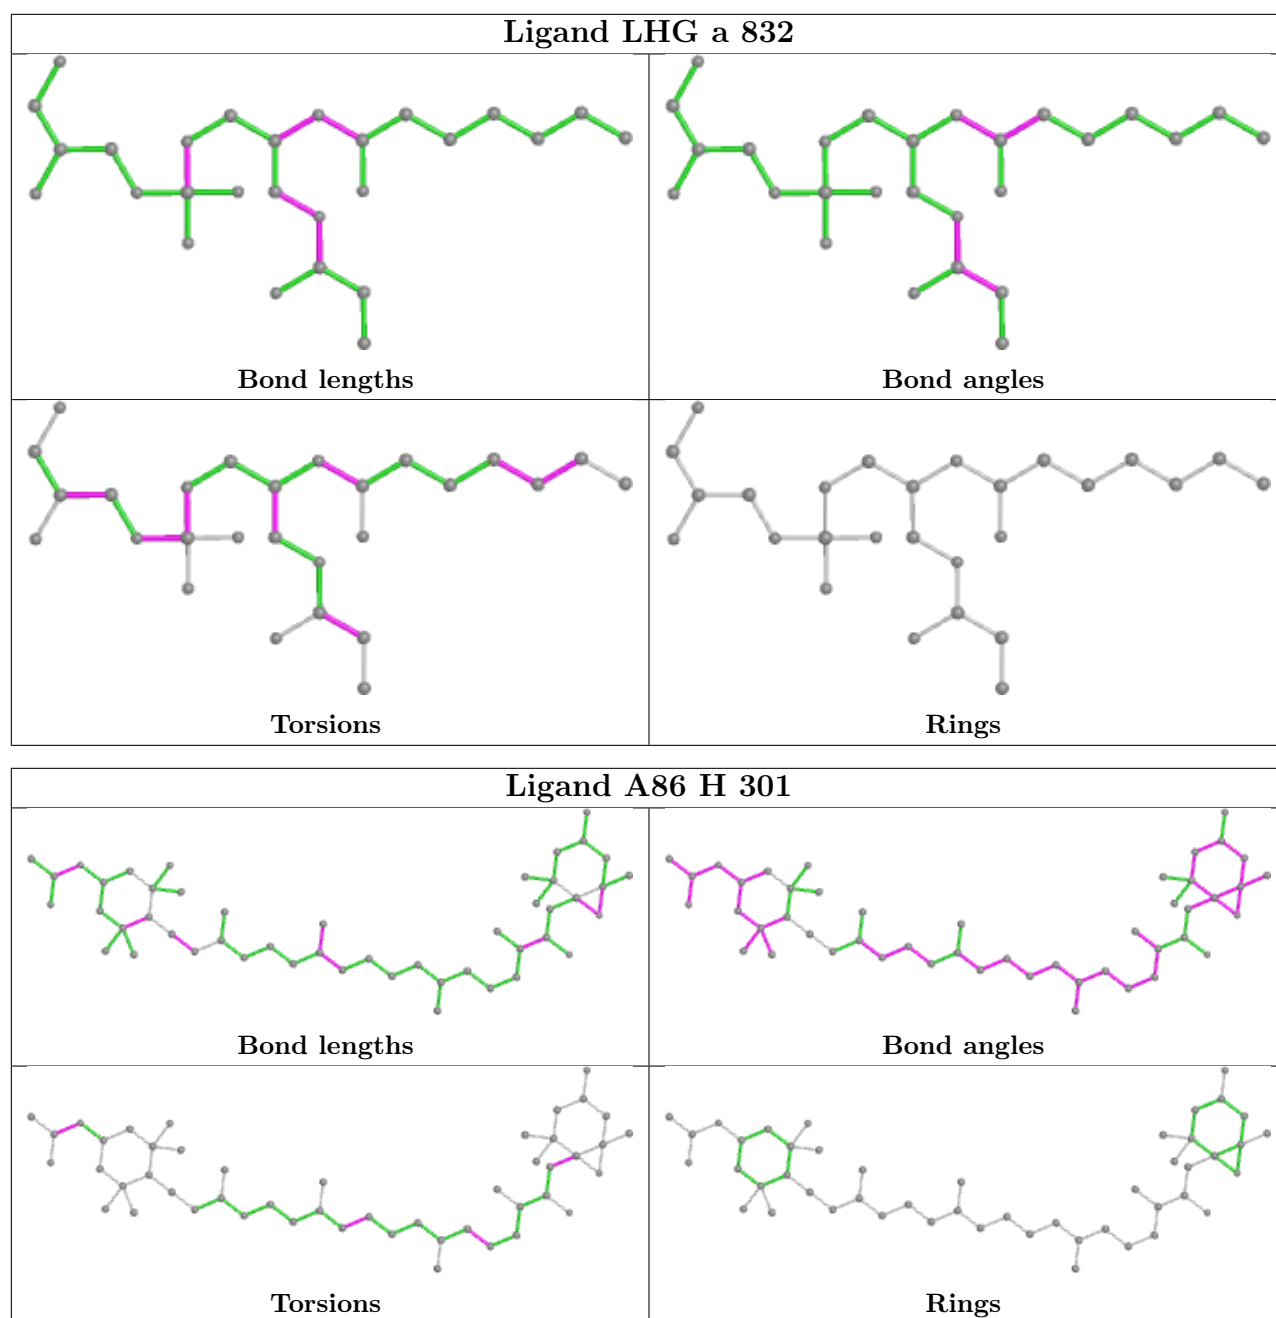 Ligand LHG a 832
Bond lengths
Bond angles
Torsions
Rings
Ligand A86 H 301
Bond lengths
Bond angles
Torsions
Rings